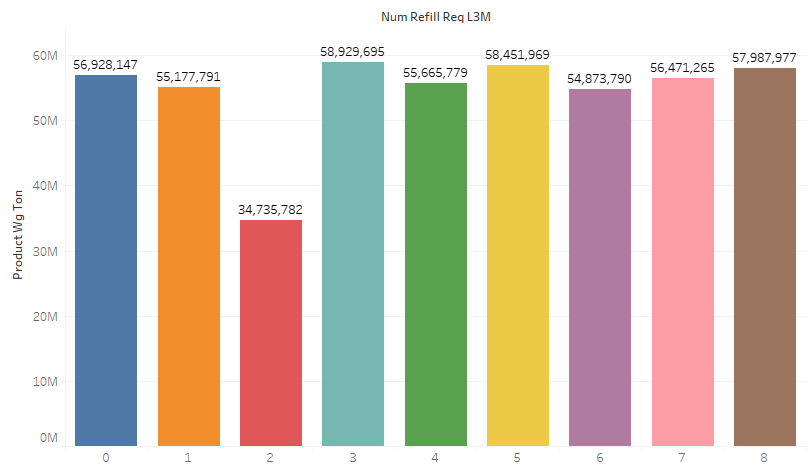 Num Refill Req L3M
Product Wg Ton
60M
50M
40M
30M
20M
10M
0M
56,928,147
55,177,791
34,735,782
58,929,695
55,665,779
58,451,969
54,873,790
56,471,265
57,987,977
0
1
2
3
4
5
6
7
8